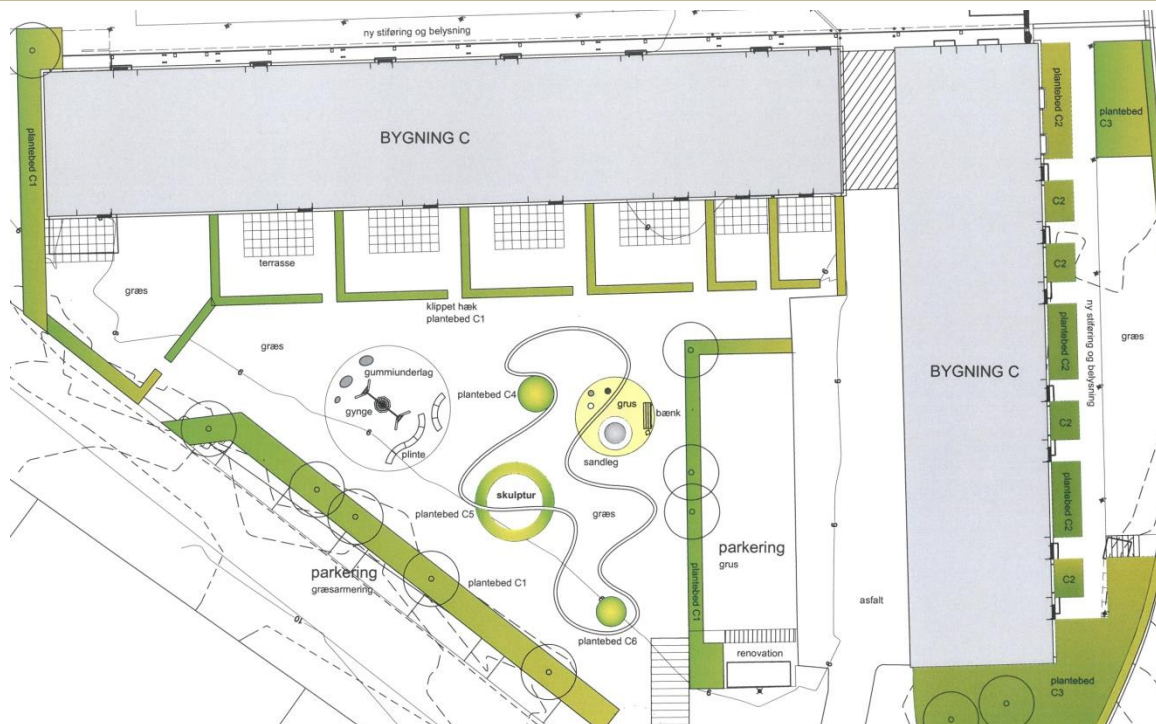 ny stiføring og belysning
plantebed C1
BYGNING C
plantebed
C2
plantebed
C3
C2
C2
plantebed C2
C2
plantebed C2
C2
ny stiføring og belysning
græs
BYGNING C
terrasse
græs
klippet hæk
plantebed C1
græs
gummiunderlag
gynge
plinte
plantebed C4
grus
bænk
sandleg
skulptur
plantebed C5
græs
parkering
grus
parkering
græsarmering
plantebed C1
plantebed C1
asfalt
plantebed C6
renovation
plantebed
C3
10